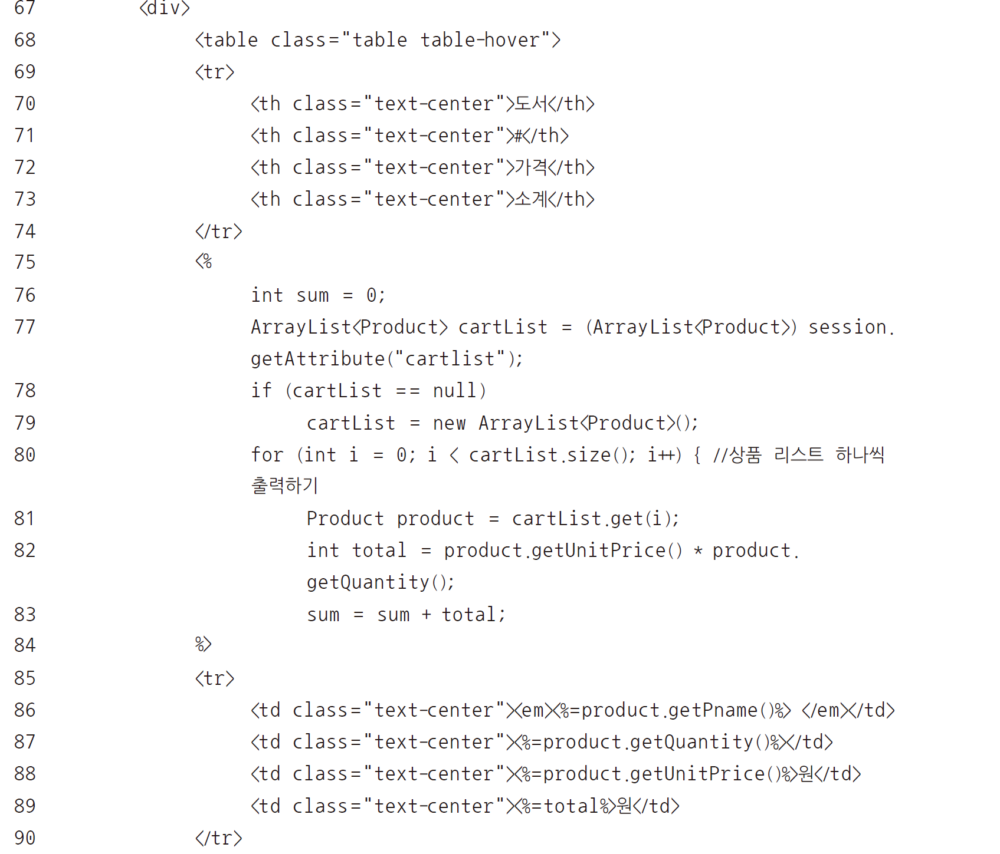 67 <div>
68 <table class="table table-hover">
69 <tr>
70 <th class="text-center">도서</th>
71 <th class="text-center">#</th>
72 <th class="text-center">가격</th>
73 <th class="text-center">소계</th>
74 </tr>
75 <%
76 int sum = 0;
77 ArrayList<Product> cartList = (ArrayList<Product>) session.
getAttribute("cartlist");
78 if (cartList == null)
79 cartList = new ArrayList<Product>();
80 for (int i = 0; i < cartList.size(); i++) { //상품 리스트 하나씩
출력하기
81 Product product = cartList.get(i);
82 int total = product.getUnitPrice() * product.
getQuantity();
83 sum = sum + total;
84 %>
85 <tr>
86 <td class="text-center"><em><%=product.getPname()%> </em></td>
87 <td class="text-center"><%=product.getQuantity()%></td>
88 <td class="text-center"><%=product.getUnitPrice()%>원</td>
89 <td class="text-center"><%=total%>원</td>
90 </tr>